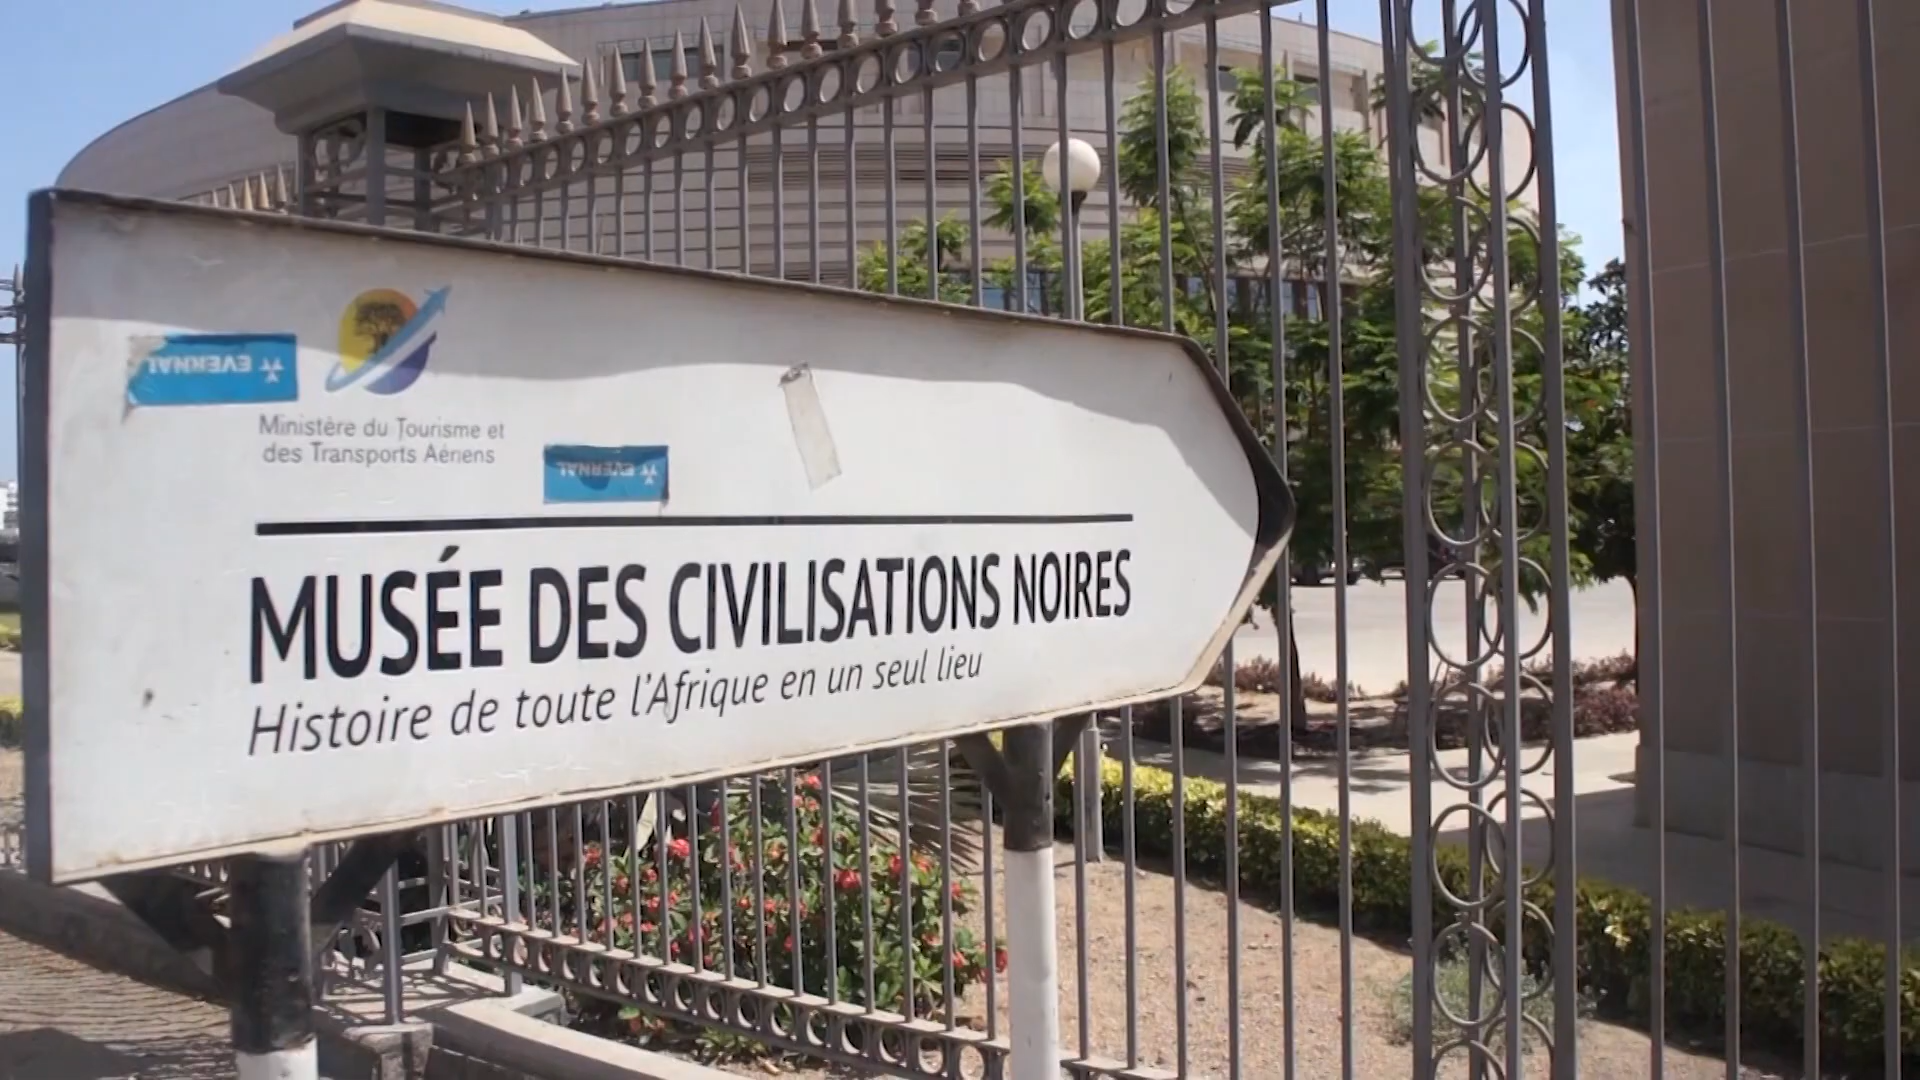 EVERNAL
Ministère du Tourisme et
des Transports Aériens
EVERNAL
MUSÉE DES CIVILISATIONS NOIRES
Histoire de toute l'Afrique en un seul lieu